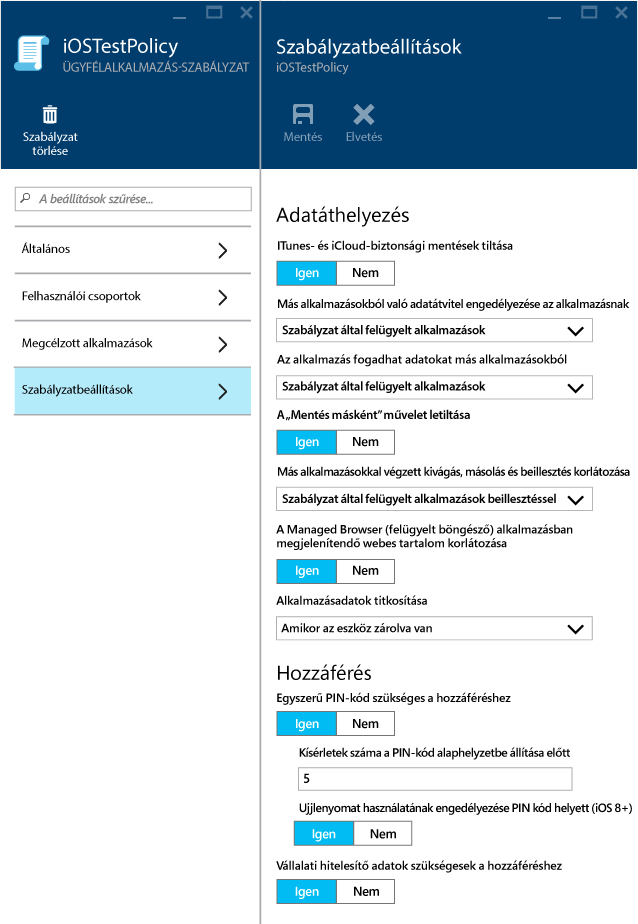 iOSTestPolicy
ÜGYFÉLALKALMAZÁS-SZABÁLYZAT
Szabályzat
törlése
A beállítások szűrése...
Általános
Felhasználói csoportok
Megcélzott alkalmazások
Szabályzatbeállítások
Szabályzatbeállítások
iOSTestPolicy
Mentés Elvetés
Adatáthelyezés
ITunes- és iCloud-biztonsági mentések tiltása
Igen Nem
Más alkalmazásokból való adatátvitel engedélyezése az alkalmazásnak
Szabályzat által felügyelt alkalmazások
Az alkalmazás fogadhat adatokat más alkalmazásokból
Szabályzat által felügyelt alkalmazások
A „Mentés másként” művelet letiltása
Igen Nem
Más alkalmazásokkal végzett kivágás, másolás és beillesztés korlátozása
Szabályzat által felügyelt alkalmazások beillesztéssel
A Managed Browser (felügyelt böngésző) alkalmazásban
megjelenítendő webes tartalom korlátozása
Igen Nem
Alkalmazásadatok titkosítása
Amikor az eszköz zárolva van
Hozzáférés
Egyszerű PIN-kód szükséges a hozzáféréshez
Igen Nem
Kísérletek száma a PIN-kód alaphelyzetbe állítása előtt
5
Ujjlenyomat használatának engedélyezése PIN kód helyett (iOS 8+)
Igen Nem
Vállalati hitelesítő adatok szükségesek a hozzáféréshez
Igen Nem